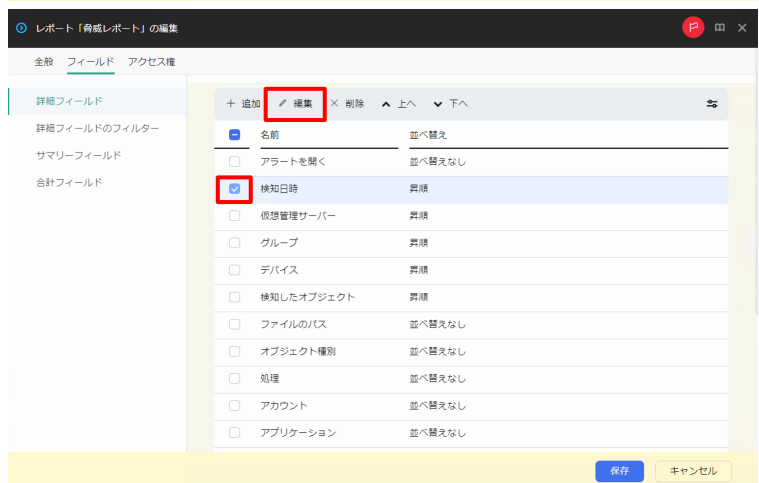 レポート「脅威レポート」の編集
全般 フィールド アクセス権
詳細フィールド
詳細フィールドのフィルター
サマリーフィールド
合計フィールド
追加 編集 削除 上へ 下へ
名前 並べ替え
アラートを開く 並べ替えなし
検知日時 昇順
仮想管理サーバー 昇順
グループ 昇順
デバイス 昇順
検知したオブジェクト 昇順
ファイルのパス 並べ替えなし
オブジェクト種別 並べ替えなし
処理 並べ替えなし
アカウント 並べ替えなし
アプリケーション 並べ替えなし
保存 キャンセル